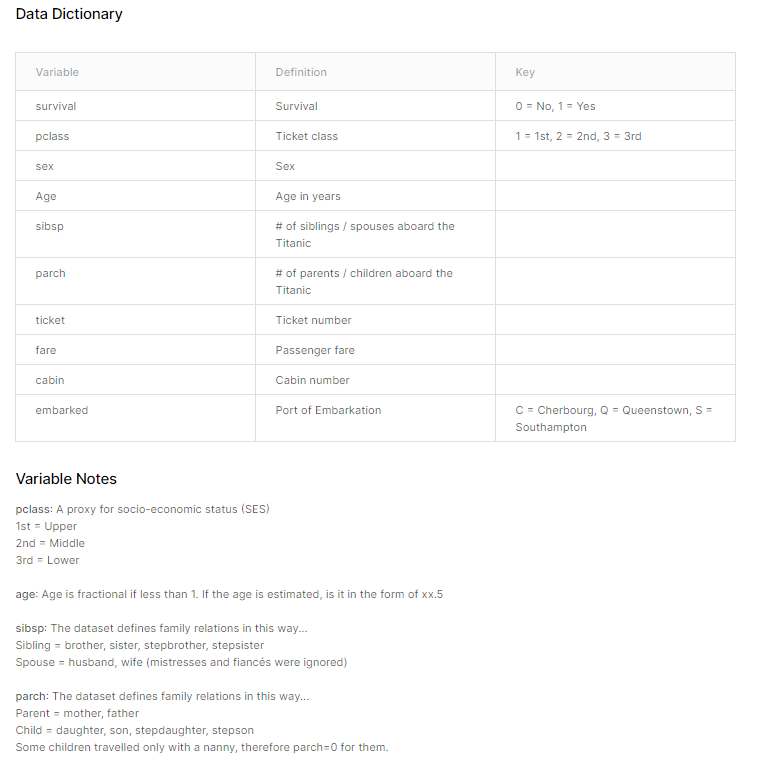 Data Dictionary
Variable Definition Key
survival Survival 0 = No, 1 = Yes
pclass Ticket class 1 = 1st, 2 = 2nd, 3 = 3rd
sex Sex
Age Age in years
sibsp # of siblings / spouses aboard the
Titanic
parch # of parents / children aboard the
Titanic
ticket Ticket number
fare Passenger fare
cabin Cabin number
embarked Port of Embarkation C = Cherbourg, Q = Queenstown, S =
Southampton
Variable Notes
pclass: A proxy for socio-economic status (SES)
1st = Upper
2nd = Middle
3rd = Lower
age: Age is fractional if less than 1. If the age is estimated, is it in the form of xx.5
sibsp: The dataset defines family relations in this way...
Sibling = brother, sister, stepbrother, stepsister
Spouse = husband, wife (mistresses and fiancés were ignored)
parch: The dataset defines family relations in this way...
Parent = mother, father
Child = daughter, son, stepdaughter, stepson
Some children travelled only with a nanny, therefore parch=0 for them.